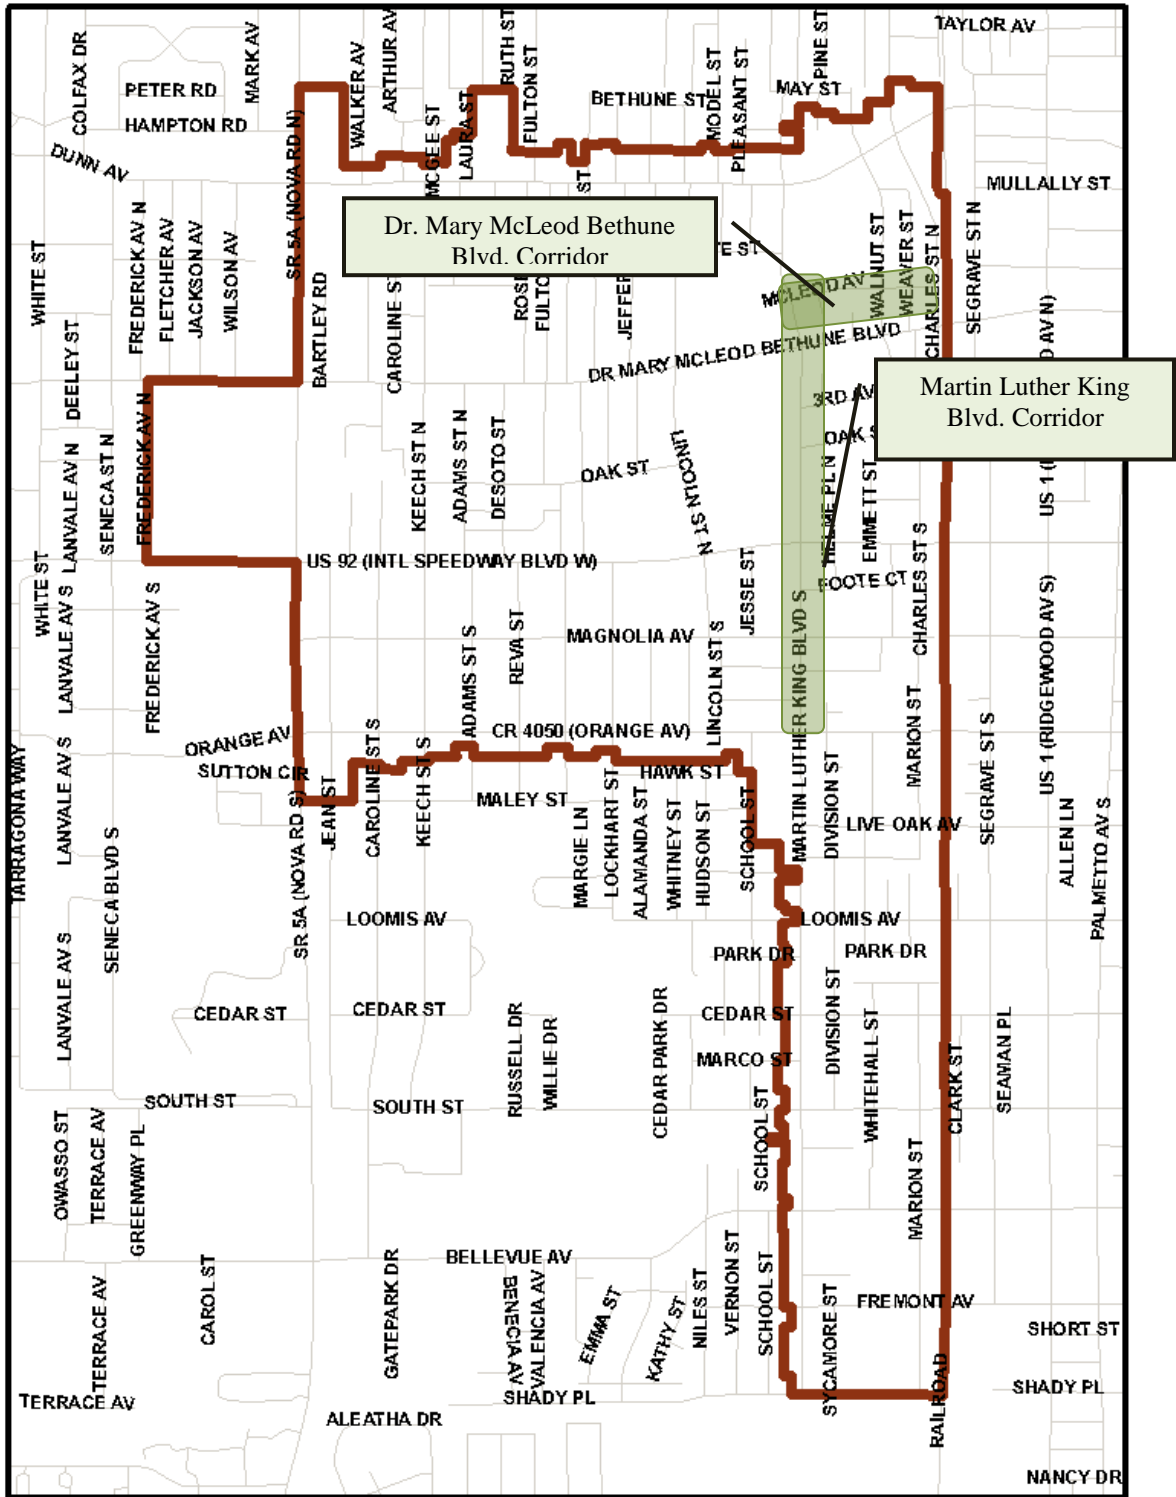 TAYLOR AV
COLFAX DR
MARK AV
WALKER AV
ARTHUR AV
RUTH ST
FULTON ST
MODEL ST
PLEASANT ST
PINE ST
PETER RD
BETHUNE ST
MAY ST
HAMPTON RD
DUNN AV
MCGEE ST
LAURA ST
SR 5A (NOVA RD N)
ST
MULLALLY ST
Dr. Mary McLeod Bethune
Blvd. Corridor
WHITE ST
FREDERICK AV N
FLETCHER AV
JACKSON AV
WILSON AV
BARTLEY RD
CAROLINE ST
MCLEOD AV
WALNUT ST
WEAVER ST
CHARLES ST N
SEGRAVE ST N
DR MARY MCLEOD BETHUNE BLVD
DEELEY ST
3RD AV
Martin Luther King
Blvd. Corridor
LANVALE AV N
SENECA ST N
FREDERICK AV N
KEECH ST N
ADAMS ST N
DESOTO ST
OAK ST
LINCOLN ST N
OAK
HELME PL N
EMMETT ST
US 92 (INTL SPEEDWAY BLVD W)
WHITE ST
LANVALE AV S
FREDERICK AV S
JESSE ST
FOOTE CT
CHARLES ST S
US 1 (RIDGEWOOD AV S)
MAGNOLIA AV
REVA ST
ADAMS ST S
LINCOLN ST S
MARTIN LUTHER KING BLVD S
MARION ST
SEGRAVE ST S
ORANGE AV
CR 4050 (ORANGE AV)
SUTTON CIR
HAWK ST
TARRAGONA WAY
LANVALE AV S
SENECA BLVD S
SR 5A (NOVA RD S)
JEAN ST
CAROLINE ST S
KEECH ST S
MALEY ST
MARGIE LN
LOCKHART ST
ALAMANDA ST
WHITNEY ST
HUDSON ST
SCHOOL ST
DIVISION ST
LIVE OAK AV
ALLEN LN
PALMETTO AV S
LOOMIS AV
LOOMIS AV
PARK DR
PARK DR
LANVALE AV S
CEDAR ST
CEDAR ST
RUSSELL DR
WILLIE DR
CEDAR PARK DR
CEDAR ST
MARCO ST
DIVISION ST
WHITEHALL ST
CLARK ST
SEAMAN PL
SOUTH ST
SOUTH ST
OWASSO ST
TERRACE AV
GREENWAY PL
SCHOOL ST
MARION ST
BELLEVUE AV
CAROL ST
GATEPARK DR
BENECIA AV
VALENCIA AV
EMMA ST
KATHY ST
NILES ST
VERNON ST
SCHOOL ST
SYCAMORE ST
FREMONT AV
SHORT ST
TERRACE AV
TERRACE AV
SHADY PL
SHADY PL
ALEATHA DR
RAILROAD
NANCY DR